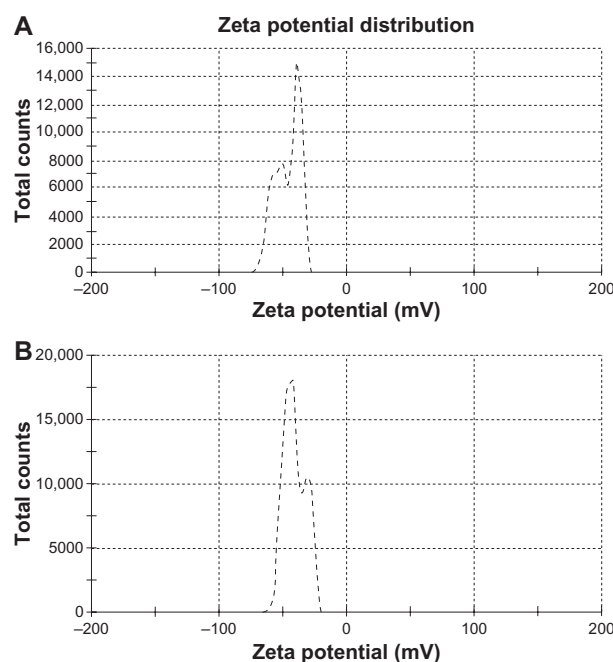 A Zeta potential distribution
16,000
14,000
12,000
10,000
8000
6000
4000
2000
0
Total counts
–200 –100 0 100 200
Zeta potential (mV)
B
20,000
15,000
10,000
5000
0
Total counts
–200 –100 0 100 200
Zeta potential (mV)